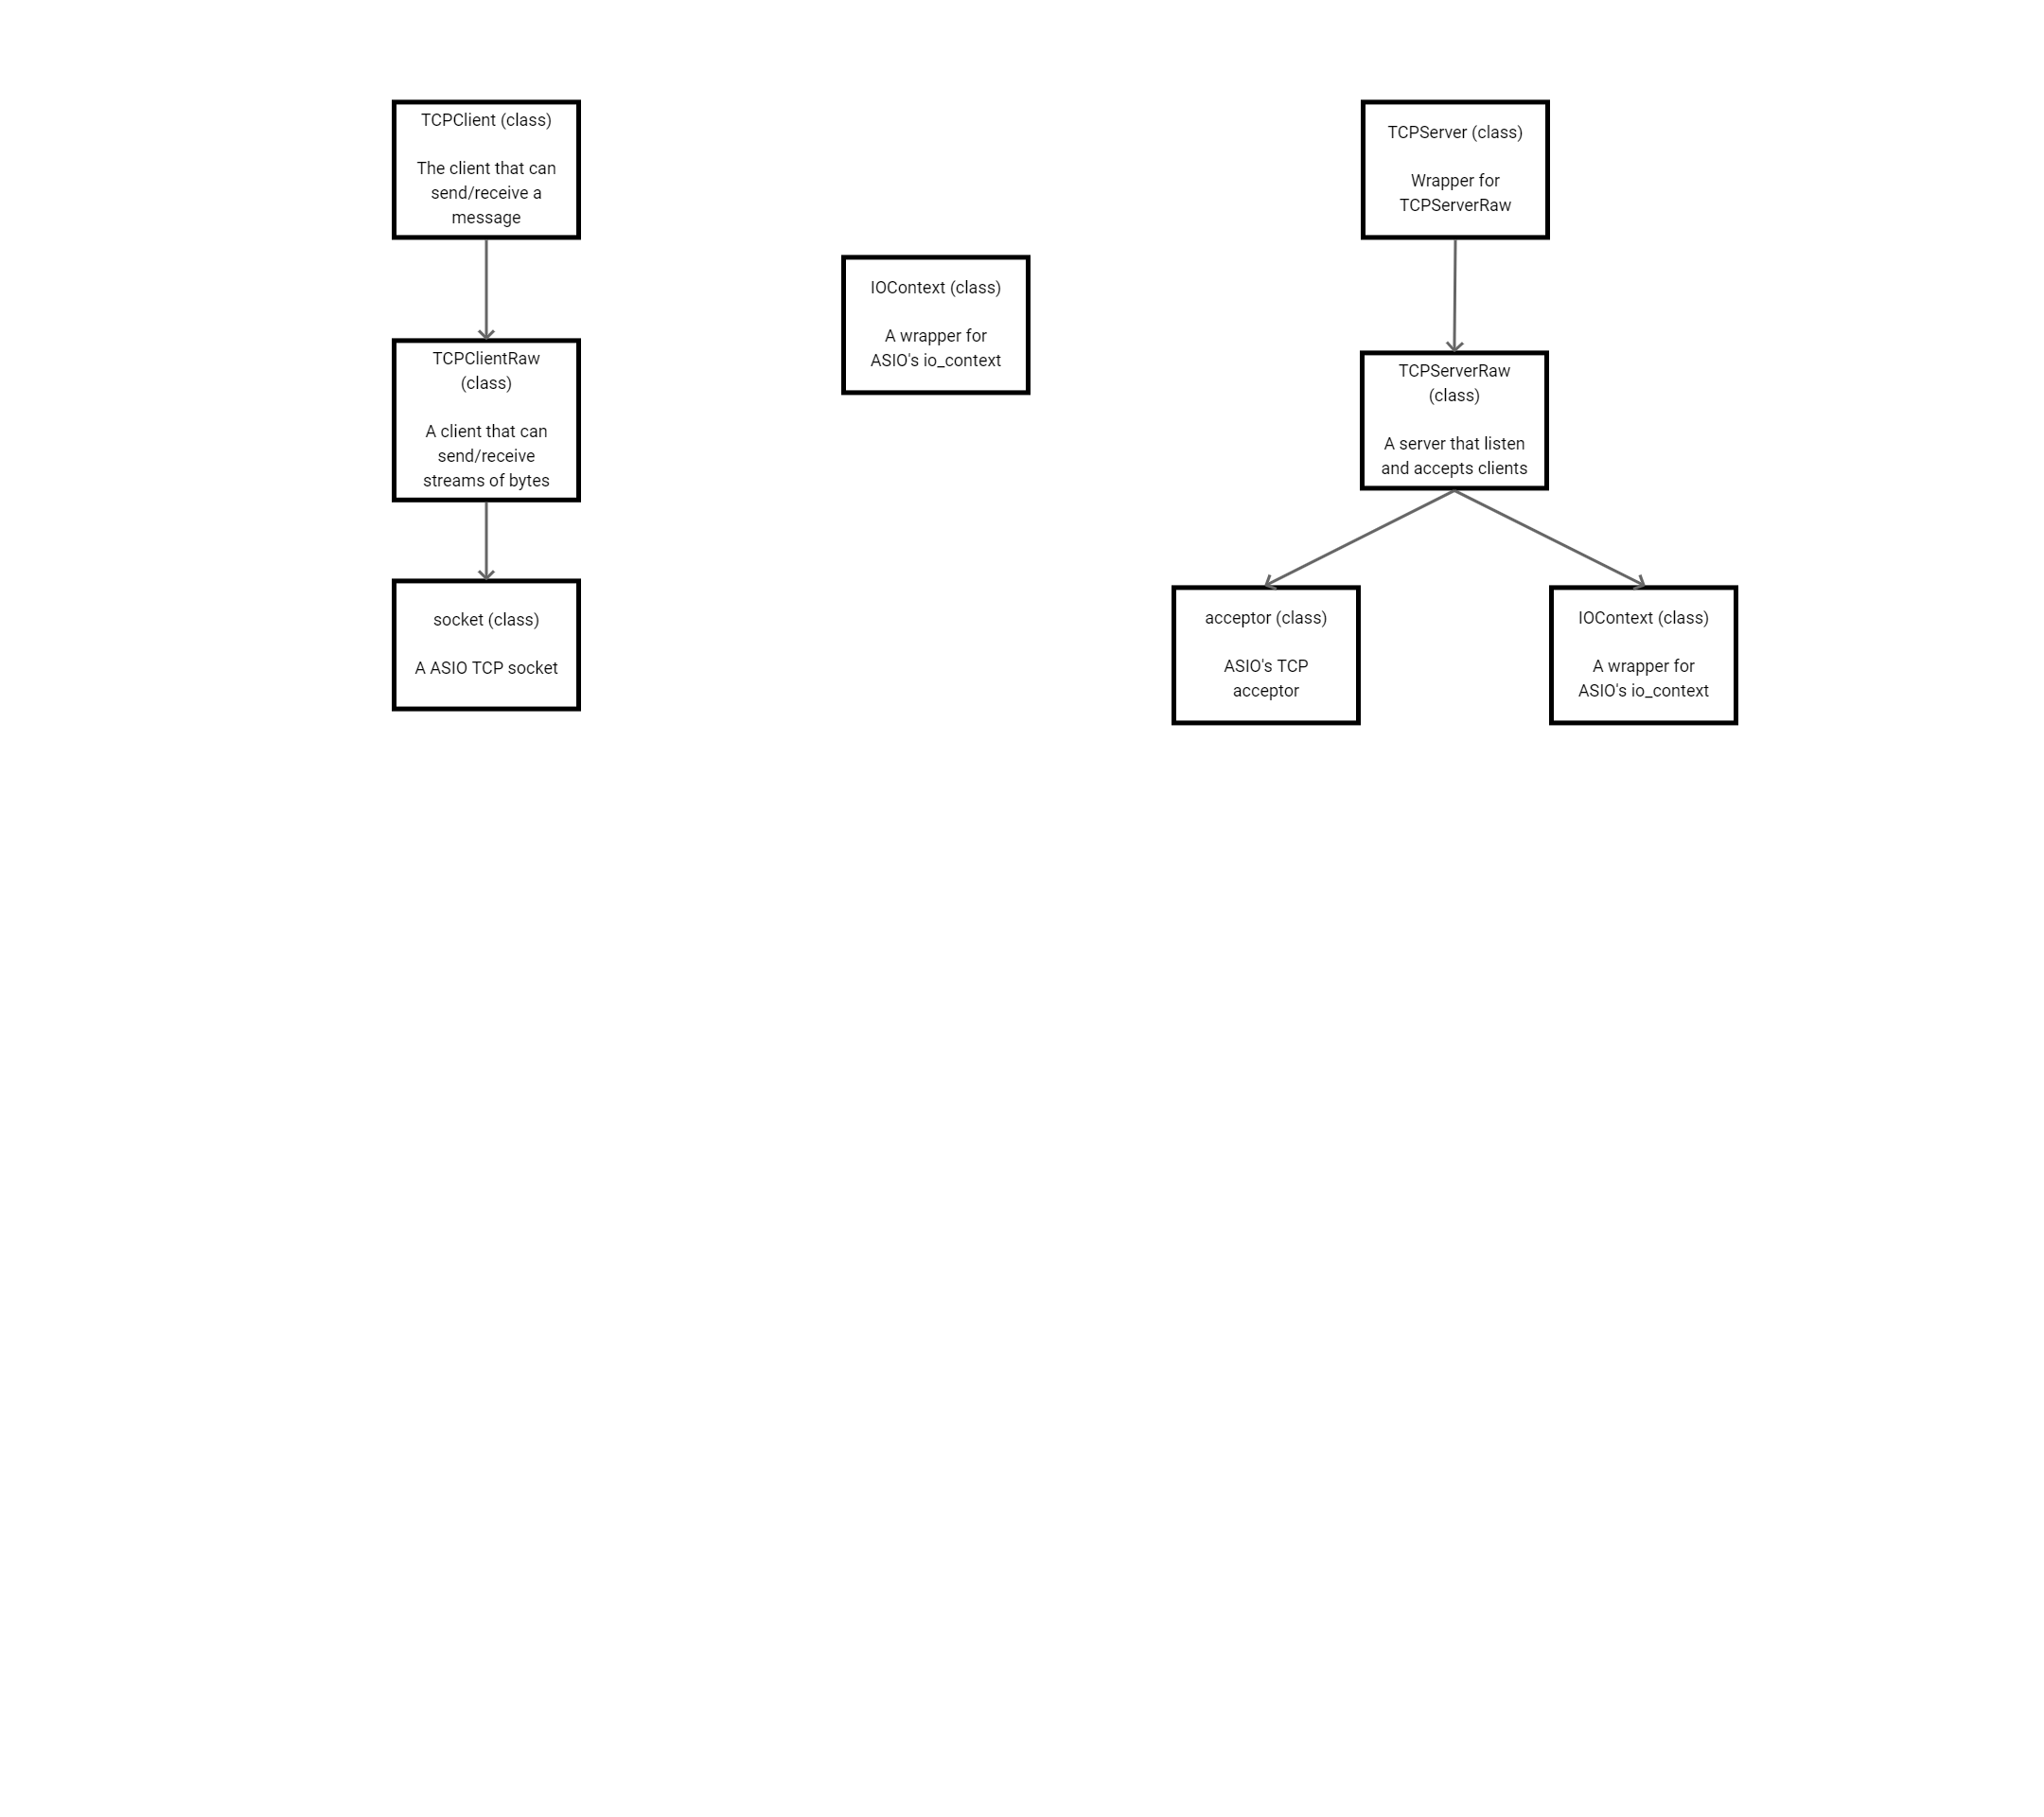 TCPClient (class)
The client that can
send/receive a
message
TCPClientRaw
(class)
A client that can
send/receive
streams of bytes
socket (class)
A ASIO TCP socket
IOContext (class)
A wrapper for
ASIO's io_context
TCPServer (class)
Wrapper for
TCPServerRaw
TCPServerRaw
(class)
A server that listen
and accepts clients
acceptor (class)
ASIO's TCP
acceptor
IOContext (class)
A wrapper for
ASIO's io_context